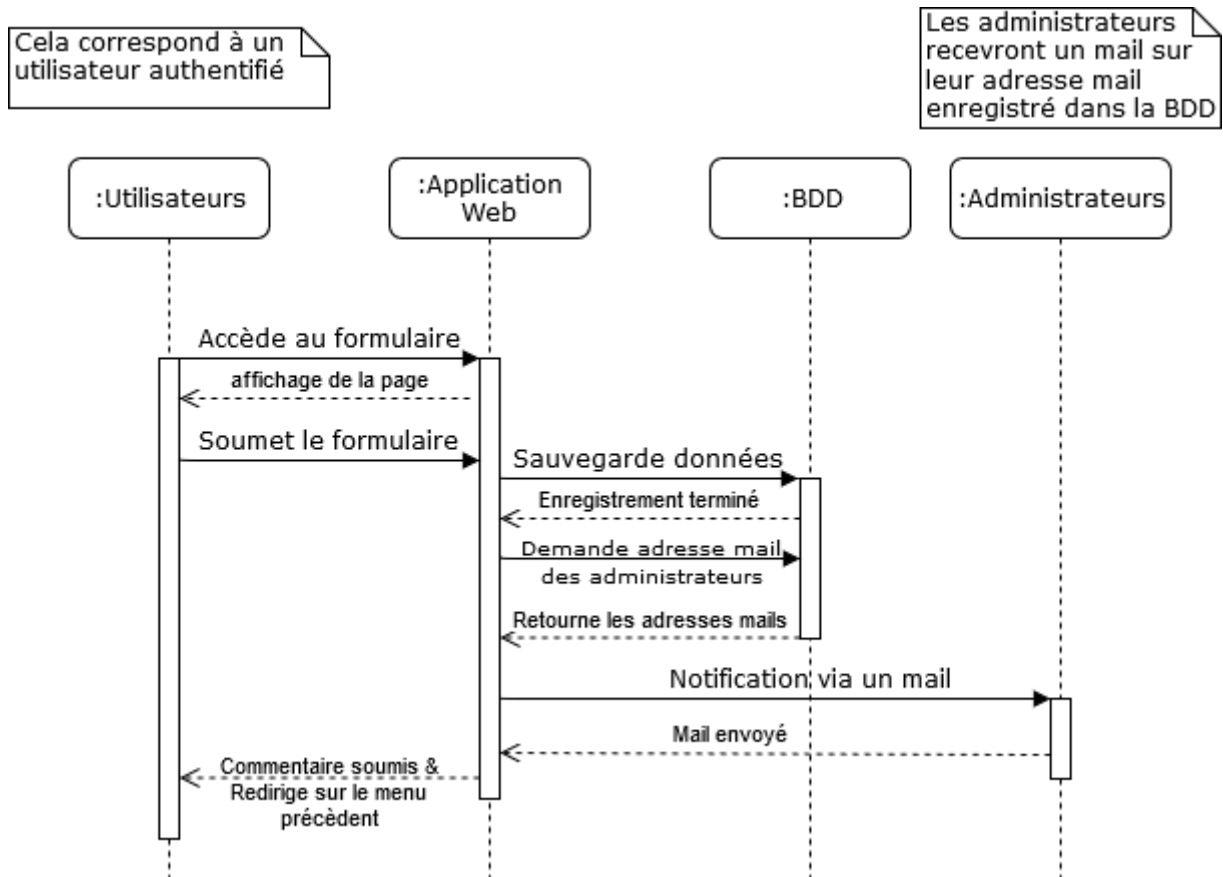 Cela correspond à un
utilisateur authentifié
Les administrateurs
recevront un mail sur
leur adresse mail
enregistré dans la BDD
:Utilisateurs
:Application
Web
:BDD
:Administrateurs
Accède au formulaire
affichage de la page
Soumet le formulaire
Sauvegarde données
Enregistrement terminé
Demande adresse mail
des administrateurs
Retourne les adresses mails
Notification via un mail
Mail envoyé
Commentaire soumis &
Redirige sur le menu
précèdent